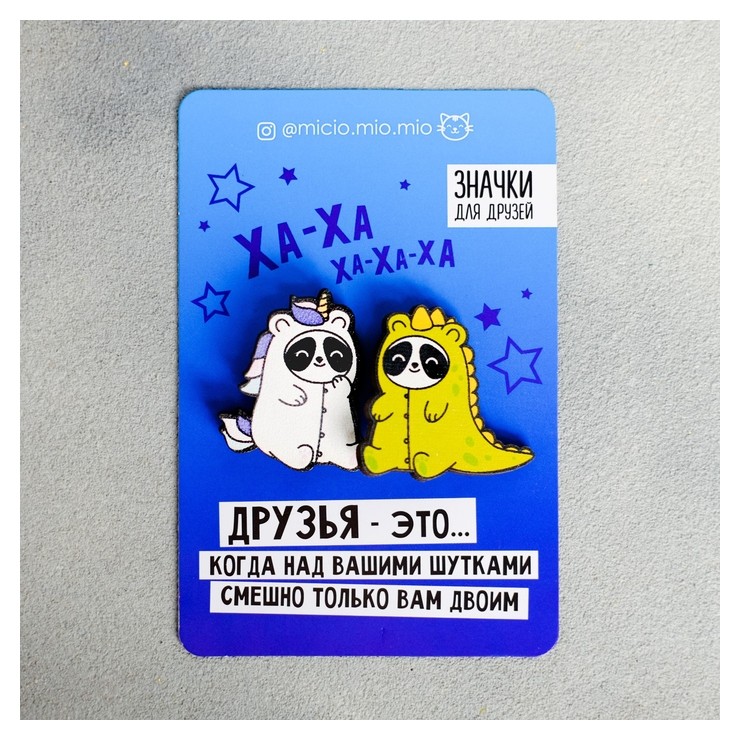 @micio.mio.mio
ЗНАЧКИ
ДЛЯ ДРУЗЕЙ
ХА-ХА
ХА-ХА-ХА
ДРУЗЬЯ - ЭТО...
КОГДА НАД ВАШИМИ ШУТКАМИ
СМЕШНО ТОЛЬКО ВАМ ДВОИМ